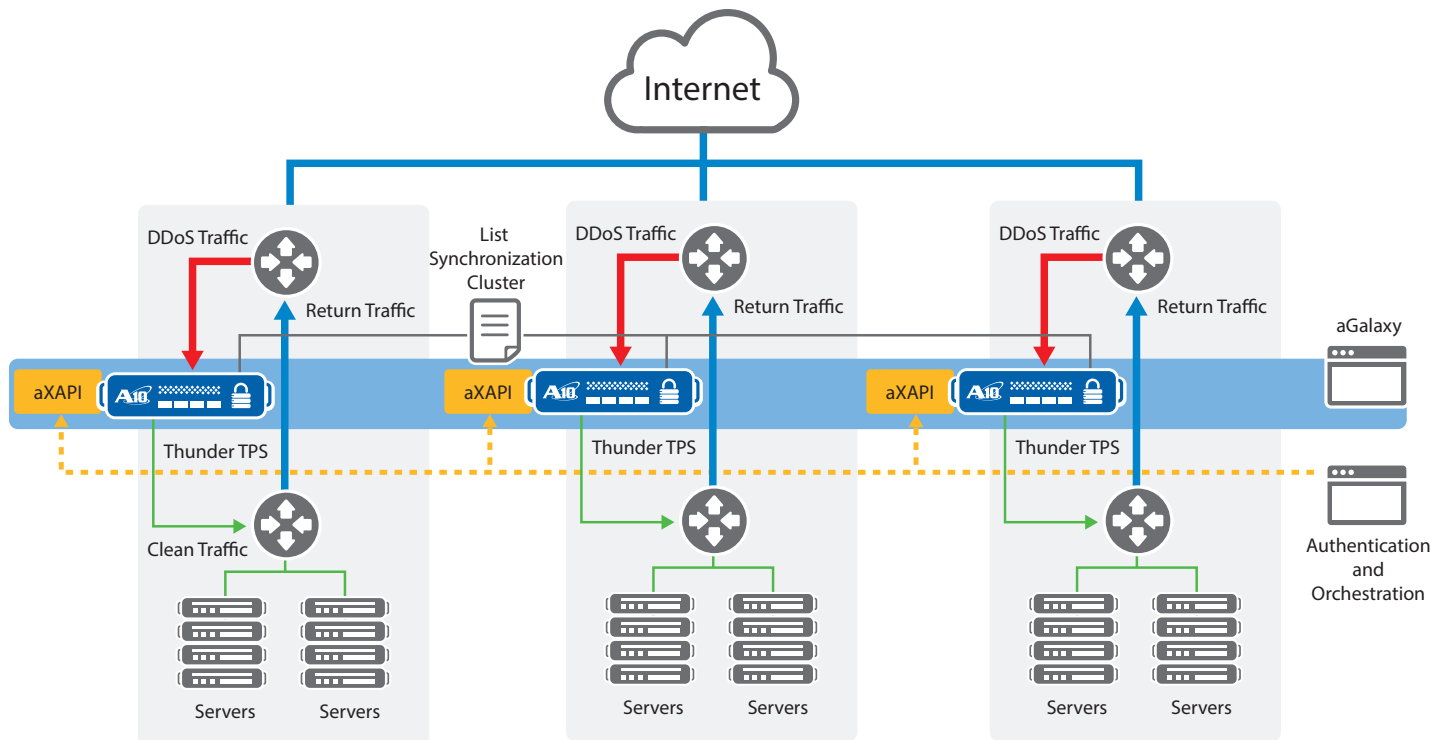 Internet
DDoS Traffic
List
Synchronization
Cluster
DDoS Traffic
DDoS Traffic
Return Traffic
Return Traffic
Return Traffic
aGalaxy
aXAPI
A10
aXAPI
A10
aXAPI
A10
Thunder TPS
Thunder TPS
Thunder TPS
Clean Traffic
Authentication
and
Orchestration
Servers
Servers
Servers
Servers
Servers
Servers